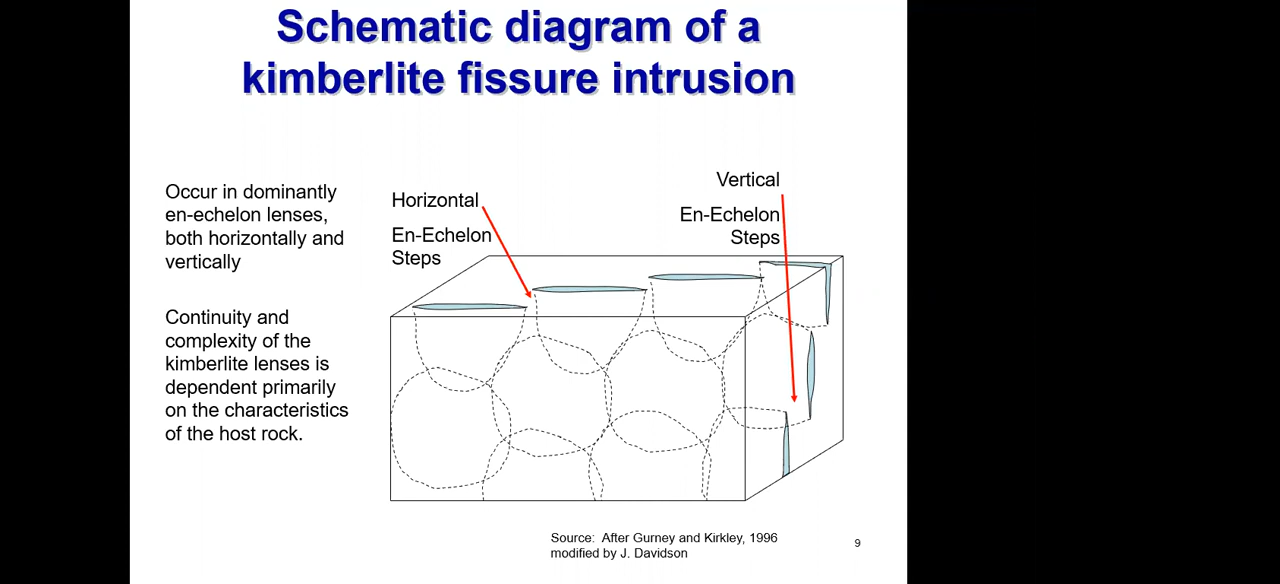 Schematic diagram of a
kimberlite fissure intrusion
Occur in dominantly
en-echelon lenses,
both horizontally and
vertically
Continuity and
complexity of the
kimberlite lenses is
dependent primarily
on the characteristics
of the host rock.
Horizontal
En-Echelon
Steps
Vertical
En-Echelon
Steps
Source:  After Gurney and Kirkley, 1996
modified by J. Davidson
9